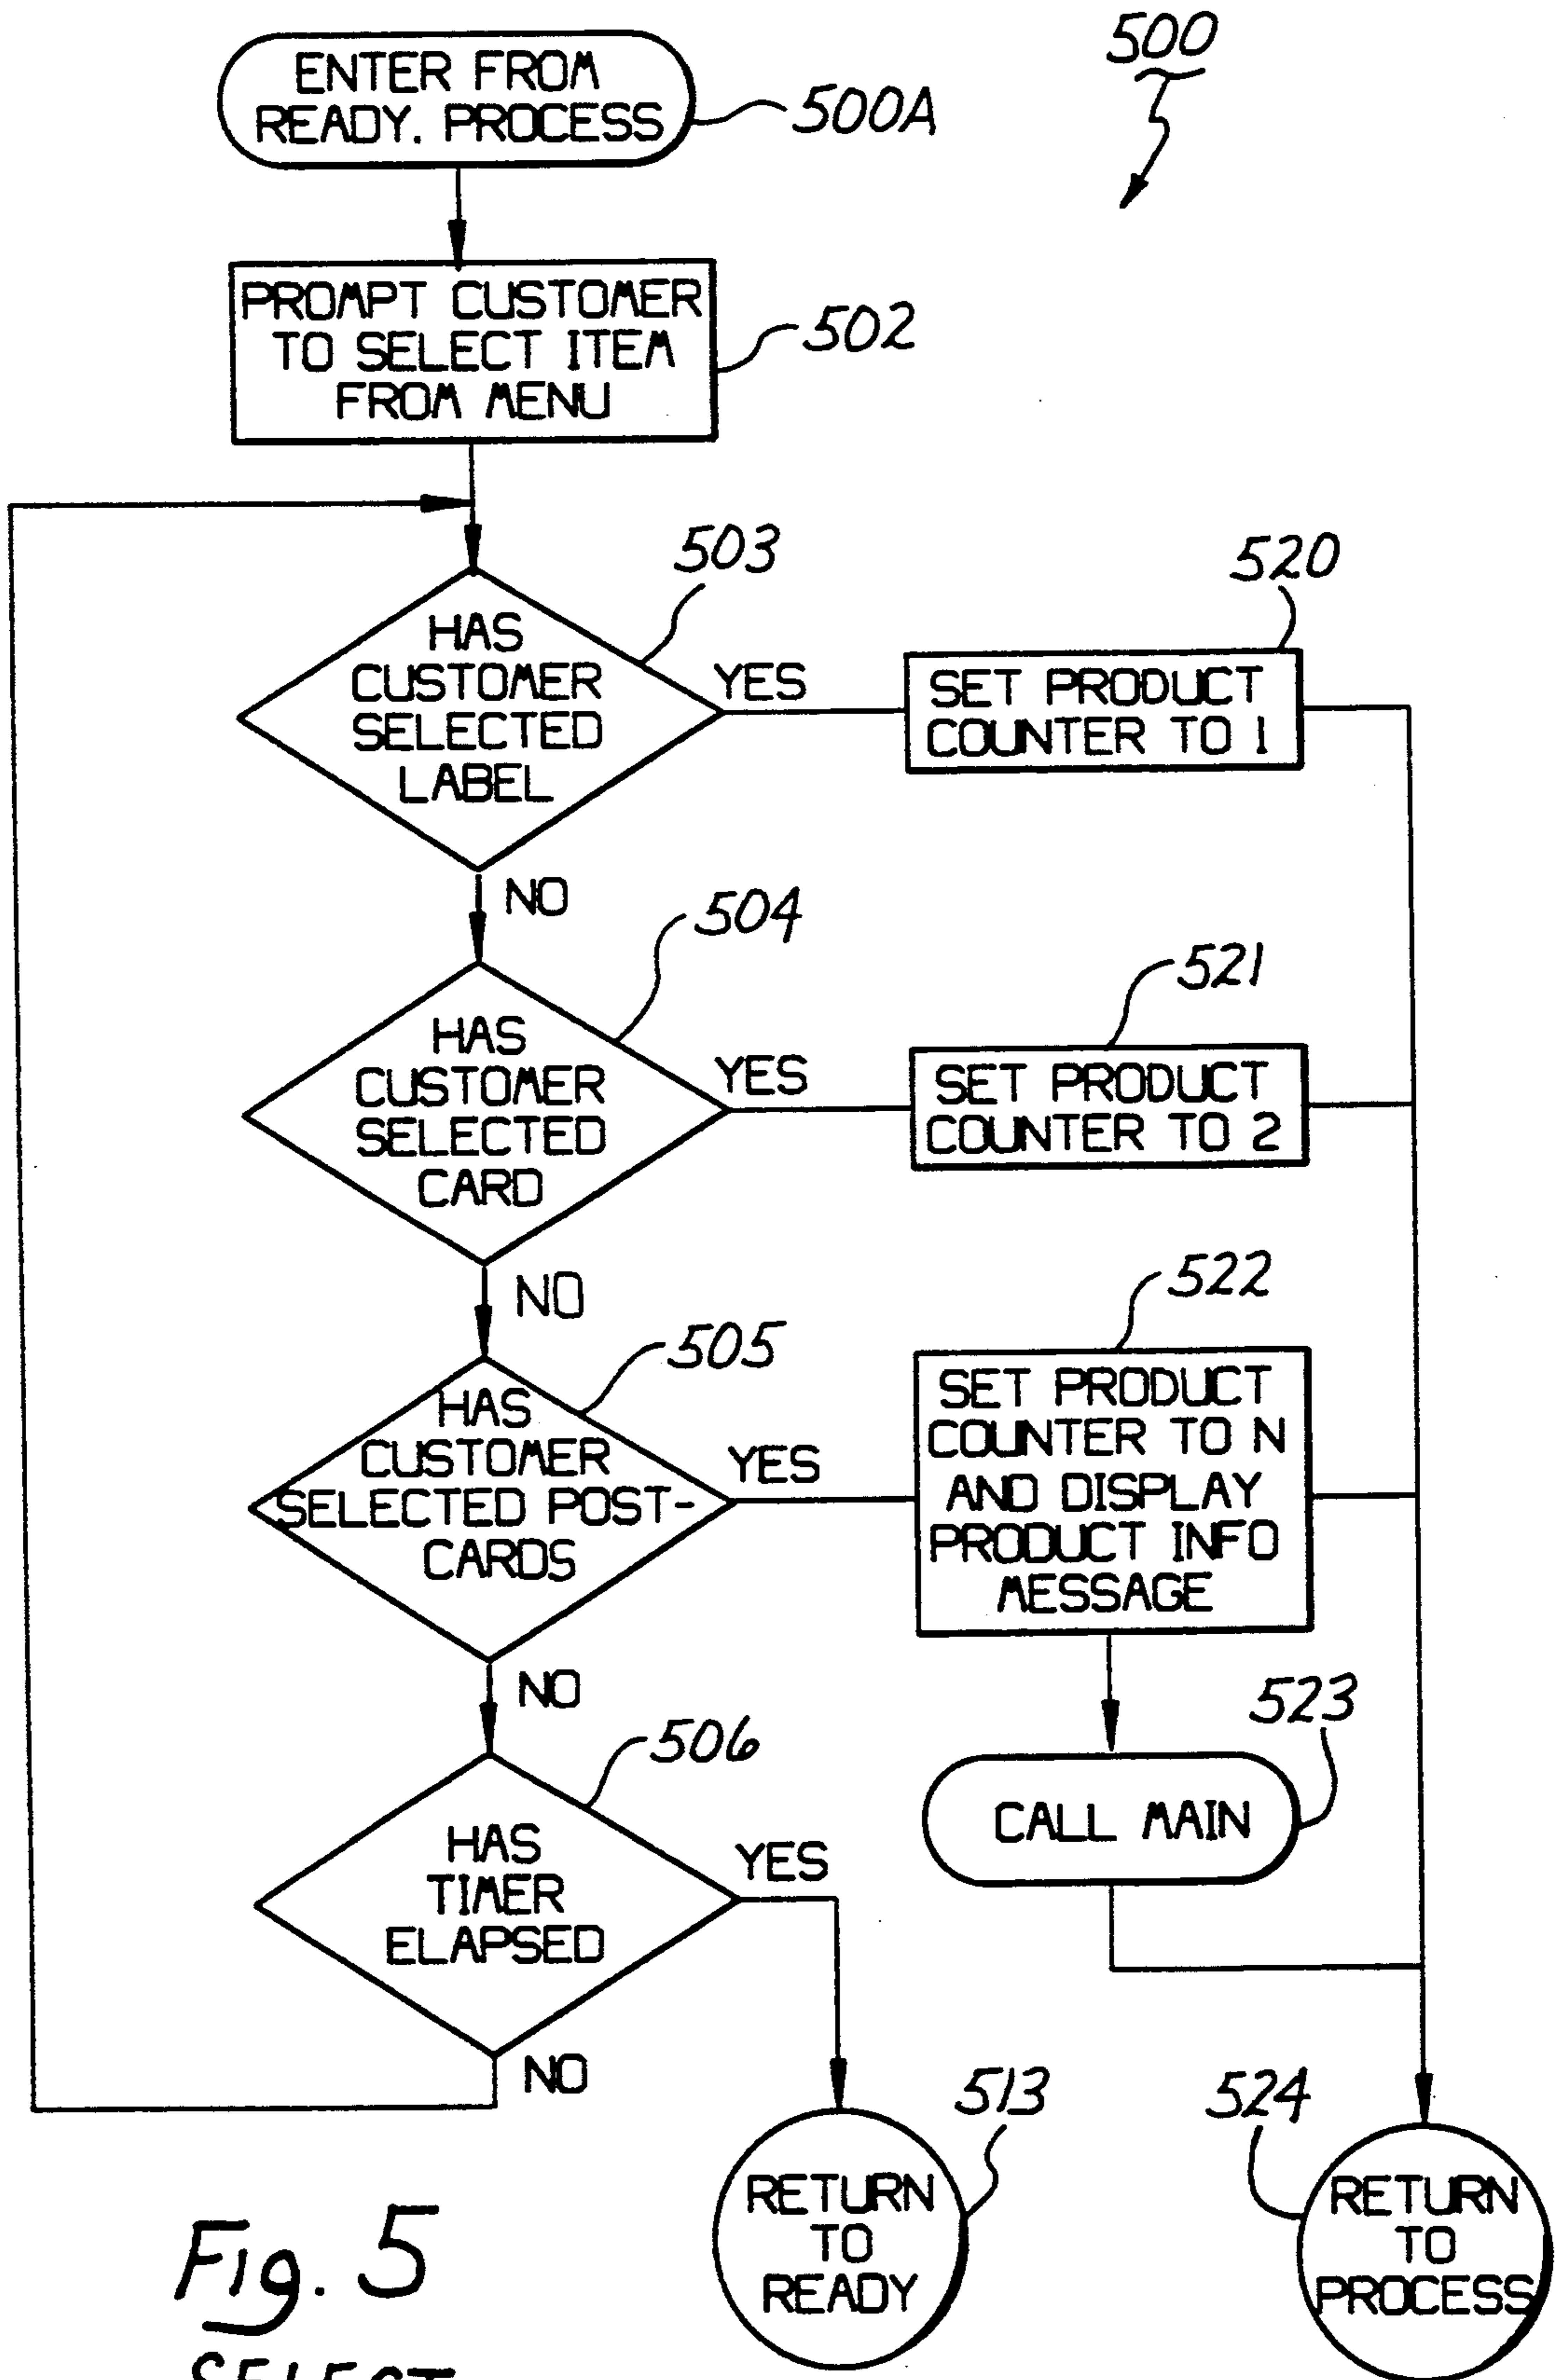 500
ENTER FROM
READY. PROCESS
500A
PROMPT CUSTOMER
TO SELECT ITEM
FROM MENU
502
503
HAS
CUSTOMER
SELECTED
LABEL
YES
520
SET PRODUCT
COUNTER TO 1
NO
504
HAS
CUSTOMER
SELECTED
CARD
YES
521
SET PRODUCT
COUNTER TO 2
NO
505
HAS
CUSTOMER
SELECTED POST-
CARDS
YES
522
SET PRODUCT
COUNTER TO N
AND DISPLAY
PRODUCT INFO
MESSAGE
NO
523
CALL MAIN
506
HAS
TIMER
ELAPSED
YES
NO
513
RETURN
TO
READY
524
RETURN
TO
PROCESS
Fig. 5
SELECT